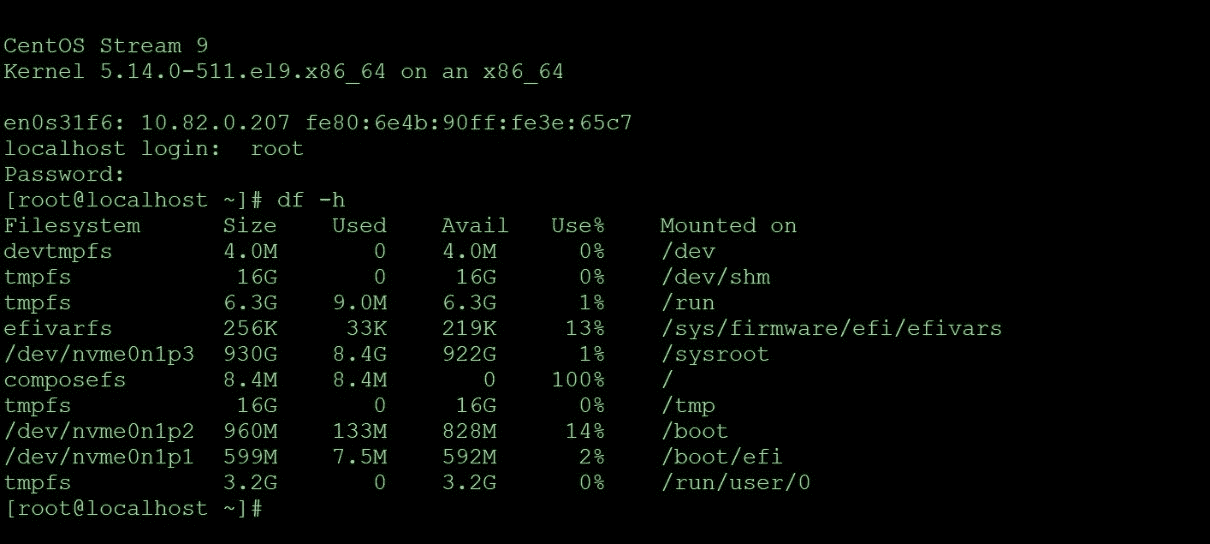 CentOS Stream 9
Kernel 5.14.0-511.el9.x86_64 on an x86_64
en0s31f6: 10.82.0.207 fe80:6e4b:90ff:fe3e:65c7
localhost login:  root
Password:
[root@localhost ~]# df -h
Filesystem      Size    Used    Avail   Use%    Mounted on
devtmpfs        4.0M       0    4.0M      0%    /dev
tmpfs            16G       0     16G      0%    /dev/shm
tmpfs           6.3G    9.0M    6.3G      1%    /run
efivarfs        256K     33K    219K     13%    /sys/firmware/efi/efivars
/dev/nvme0n1p3  930G    8.4G    922G      1%    /sysroot
composefs       8.4M    8.4M       0    100%    /
tmpfs            16G       0     16G      0%    /tmp
/dev/nvme0n1p2  960M    133M    828M     14%    /boot
/dev/nvme0n1p1  599M    7.5M    592M      2%    /boot/efi
tmpfs           3.2G       0    3.2G      0%    /run/user/0
[root@localhost ~]#